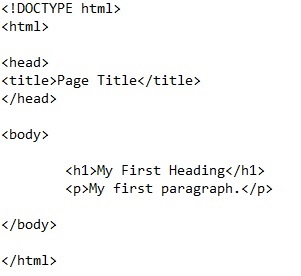 <!DOCTYPE html>
<html>
<head>
<title>Page Title</title>
</head>
<body>
<h1>My First Heading</h1>
<p>My first paragraph.</p>
</body>
</html>